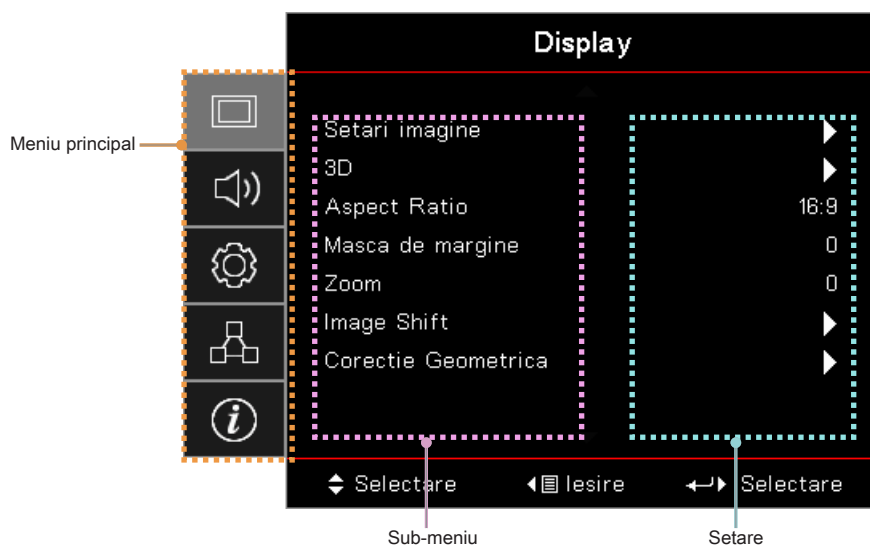 Display
Meniu principal
Setari imagine
3D
Aspect Ratio 16:9
Masca de margine 0
Zoom 0
Image Shift
Corectie Geometrica
Selectare Iesire Selectare
Sub-meniu Setare